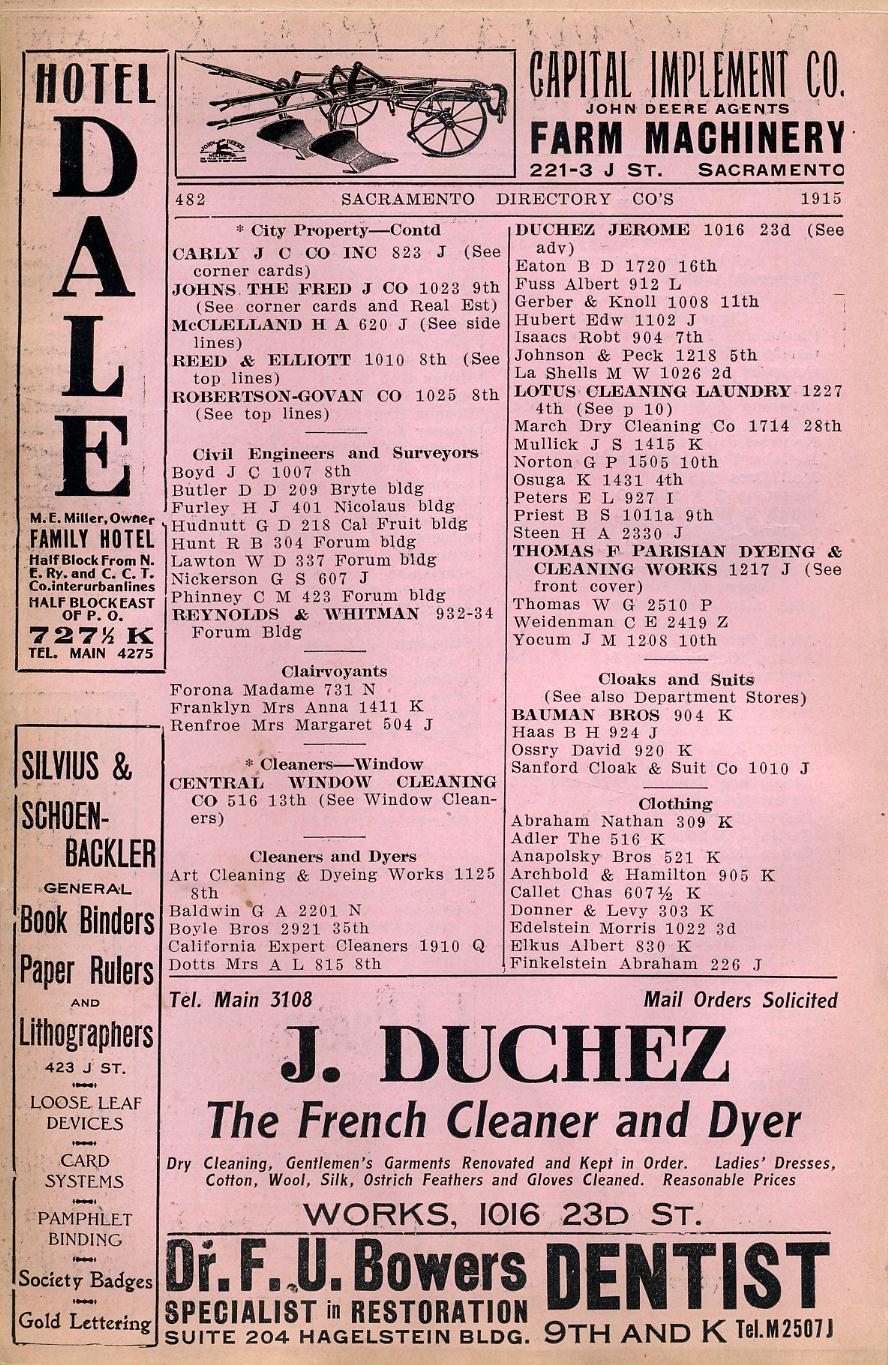 HOTEL
DALE
M. E. Miller, Owner
FAMILY HOTEL
Half Block From N.
E. Ry. and C. C. T.
Co. interurban lines
HALF BLOCK EAST
OF P. O.
727½ K
TEL. MAIN 4275
SILVIUS &
SCHOEN-
BACKLER
GENERAL
Book Binders
Paper Rulers
AND
Lithographers
423 J ST.
LOOSE LEAF
DEVICES
CARD
SYSTEMS
PAMPHLET
BINDING
Society Badges
Gold Lettering
JOHN DEERE
CAPITAL IMPLEMENT CO.
JOHN DEERE AGENTS
FARM MACHINERY
221-3 J ST. SACRAMENTO
482 SACRAMENTO DIRECTORY CO'S 1915
* City Property—Contd
CARLY J C CO INC 823 J (See
corner cards)
JOHNS THE FRED J CO 1023 9th
(See corner cards and Real Est)
McCLELLAND H A 620 J (See side
lines)
REED & ELLIOTT 1010 8th (See
top lines)
ROBERTSON-GOVAN CO 1025 8th
(See top lines)
Civil Engineers and Surveyors
Boyd J C 1007 8th
Butler D D 209 Bryte bldg
Furley H J 401 Nicolaus bldg
Hudnutt G D 218 Cal Fruit bldg
Hunt R B 304 Forum bldg
Lawton W D 337 Forum bldg
Nickerson G S 607 J
Phinney C M 423 Forum bldg
REYNOLDS & WHITMAN 932-34
Forum Bldg
Clairvoyants
Forona Madame 731 N
Franklyn Mrs Anna 1411 K
Renfroe Mrs Margaret 504 J
* Cleaners—Window
CENTRAL WINDOW CLEANING
CO 516 13th (See Window Clean-
ers)
Cleaners and Dyers
Art Cleaning & Dyeing Works 1125
8th
Baldwin G A 2201 N
Boyle Bros 2921 35th
California Expert Cleaners 1910 Q
Dotts Mrs A L 815 8th
DUCHEZ JEROME 1016 23d (See
adv)
Eaton B D 1720 16th
Fuss Albert 912 L
Gerber & Knoll 1008 11th
Hubert Edw 1102 J
Isaacs Robt 904 7th
Johnson & Peck 1218 5th
La Shells M W 1026 2d
LOTUS CLEANING LAUNDRY 1227
4th (See p 10)
March Dry Cleaning Co 1714 28th
Mullick J S 1415 K
Norton G P 1505 10th
Osuga K 1431 4th
Peters E L 927 I
Priest B S 1011a 9th
Steen H A 2330 J
THOMAS F PARISIAN DYEING &
CLEANING WORKS 1217 J (See
front cover)
Thomas W G 2510 P
Weidenman C E 2419 Z
Yocum J M 1208 10th
Cloaks and Suits
(See also Department Stores)
BAUMAN BROS 904 K
Haas B H 924 J
Ossry David 920 K
Sanford Cloak & Suit Co 1010 J
Clothing
Abraham Nathan 309 K
Adler The 516 K
Anapolsky Bros 521 K
Archbold & Hamilton 905 K
Callet Chas 607½ K
Donner & Levy 303 K
Edelstein Morris 1022 3d
Elkus Albert 830 K
Finkelstein Abraham 226 J
Tel. Main 3108 Mail Orders Solicited
J. DUCHEZ
The French Cleaner and Dyer
Dry Cleaning, Gentlemen's Garments Renovated and Kept in Order. Ladies' Dresses,
Cotton, Wool, Silk, Ostrich Feathers and Gloves Cleaned. Reasonable Prices
WORKS, 1016 23D ST.
Dr. F. U. Bowers DENTIST
SPECIALIST in RESTORATION
SUITE 204 HAGELSTEIN BLDG. 9TH AND K Tel. M 2507J